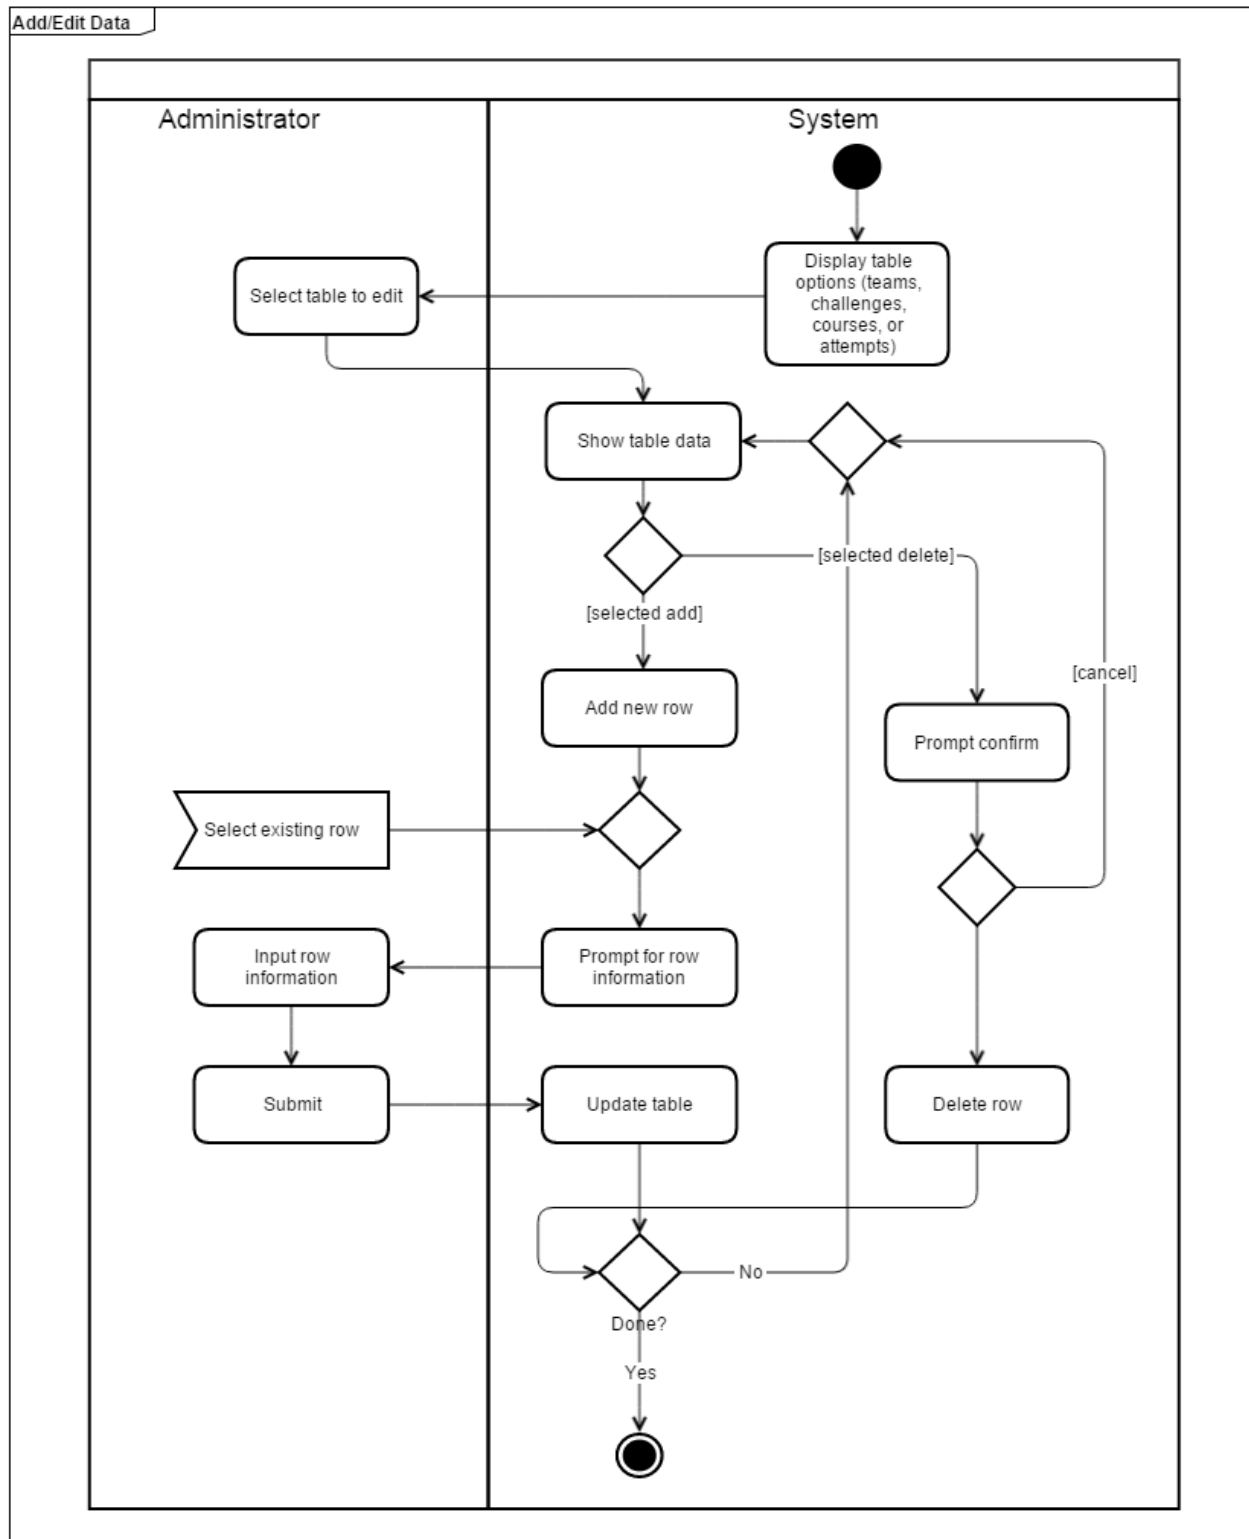 Add/Edit Data
Administrator
System
Display table
options (teams,
challenges,
courses, or
attempts)
Select table to edit
Show table data
[selected delete]
[selected add]
[cancel]
Add new row
Prompt confirm
Select existing row
Input row
information
Prompt for row
information
Submit
Update table
Delete row
No
Done?
Yes